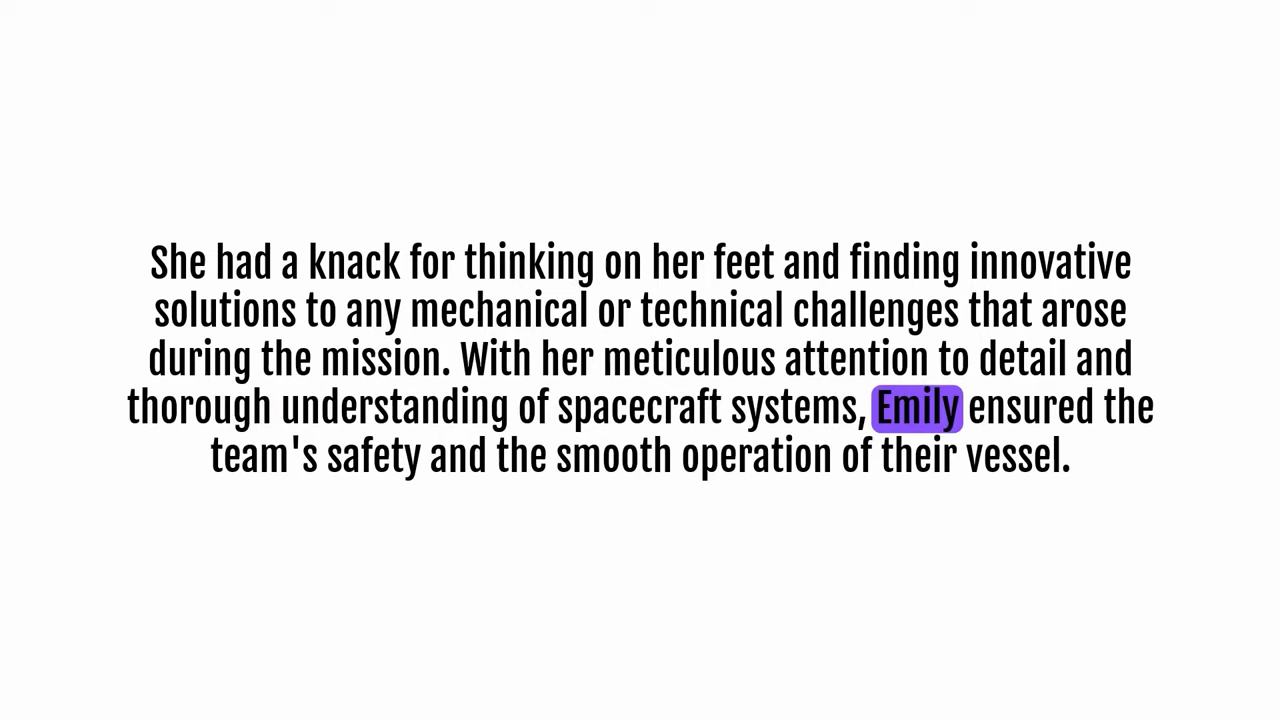 She had a knack for thinking on her feet and finding innovative
solutions to any mechanical or technical challenges that arose
during the mission. With her meticulous attention to detail and
thorough understanding of spacecraft systems, Emily ensured the
team's safety and the smooth operation of their vessel.